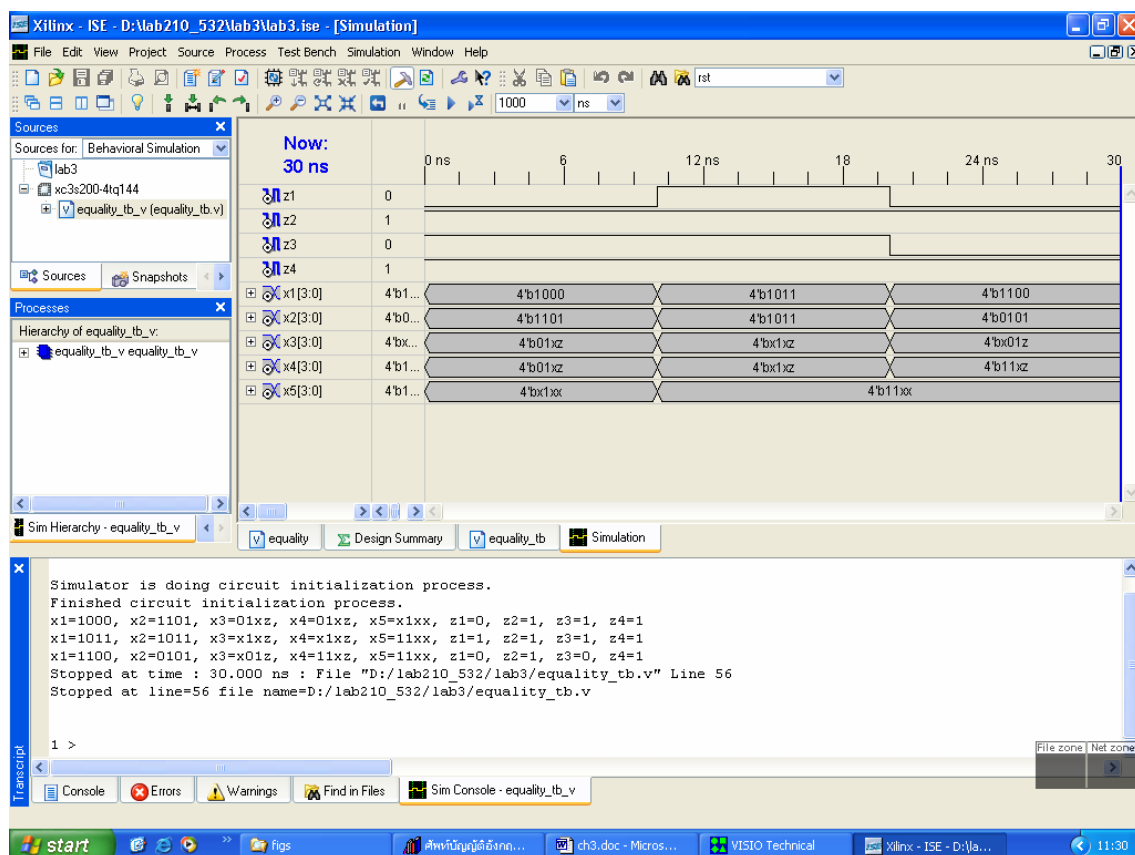 Xilinx - ISE - D:\lab210_532\lab3\lab3.ise - [Simulation]
File Edit View Project Source Process Test Bench Simulation Window Help
rst
1000 ns
Sources
Sources for: Behavioral Simulation
lab3
xc3s200-4tq144
equality_tb_v (equality_tb.v)
Sources Snapshots
Processes
Hierarchy of equality_tb_v:
equality_tb_v equality_tb_v
Sim Hierarchy - equality_tb_v
Now:
30 ns
0 ns 6 12 ns 18 24 ns 30
z1 0
z2 1
z3 0
z4 1
x1[3:0] 4'b1... 4'b1000 4'b1011 4'b1100
x2[3:0] 4'b0... 4'b1101 4'b1011 4'b0101
x3[3:0] 4'bx... 4'b01xz 4'bx1xz 4'bx01z
x4[3:0] 4'b1... 4'b01xz 4'bx1xz 4'b11xz
x5[3:0] 4'b1... 4'bx1xx 4'b11xx
equality Design Summary equality_tb Simulation
Simulator is doing circuit initialization process.
Finished circuit initialization process.
x1=1000, x2=1101, x3=01xz, x4=01xz, x5=x1xx, z1=0, z2=1, z3=1, z4=1
x1=1011, x2=1011, x3=x1xz, x4=x1xz, x5=11xx, z1=1, z2=1, z3=1, z4=1
x1=1100, x2=0101, x3=x01z, x4=11xz, x5=11xx, z1=0, z2=1, z3=0, z4=1
Stopped at time : 30.000 ns : File "D:/lab210_532/lab3/equality_tb.v" Line 56
Stopped at line=56 file name=D:/lab210_532/lab3/equality_tb.v
1 >
Transcript
File zone Net zone
Console Errors Warnings Find in Files Sim Console - equality_tb_v
start figs ศัพท์บัญญัติอังกฤ... ch3.doc - Micros... VISIO Technical Xilinx - ISE - D:\la... 11:30